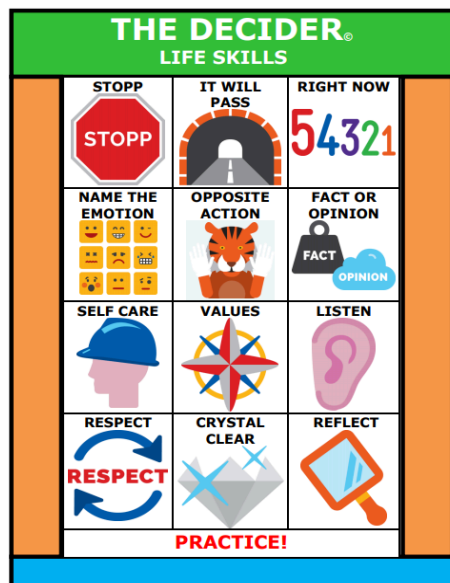 THE DECIDER©
LIFE SKILLS
STOPP
STOPP
IT WILL
PASS
RIGHT NOW
54321
NAME THE
EMOTION
OPPOSITE
ACTION
FACT OR
OPINION
FACT
OPINION
SELF CARE
VALUES
LISTEN
RESPECT
RESPECT
CRYSTAL
CLEAR
REFLECT
PRACTICE!